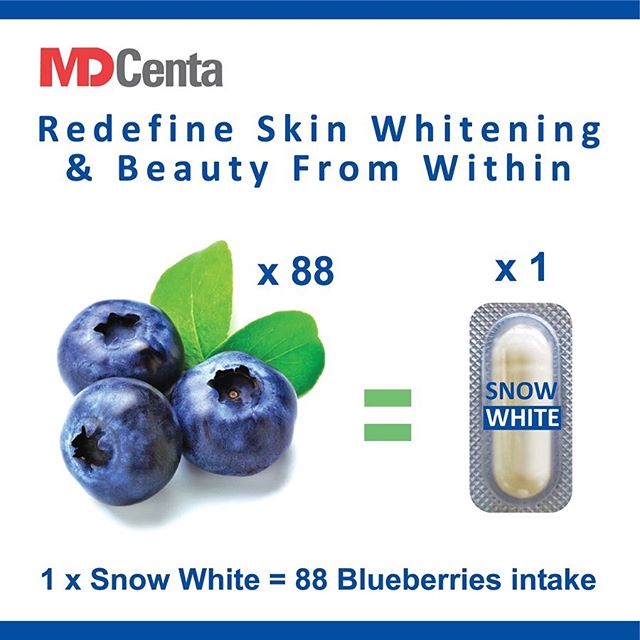 MDCenta
Redefine Skin Whitening
& Beauty From Within
x 88
x 1
SNOW
WHITE
1 x Snow White = 88 Blueberries intake